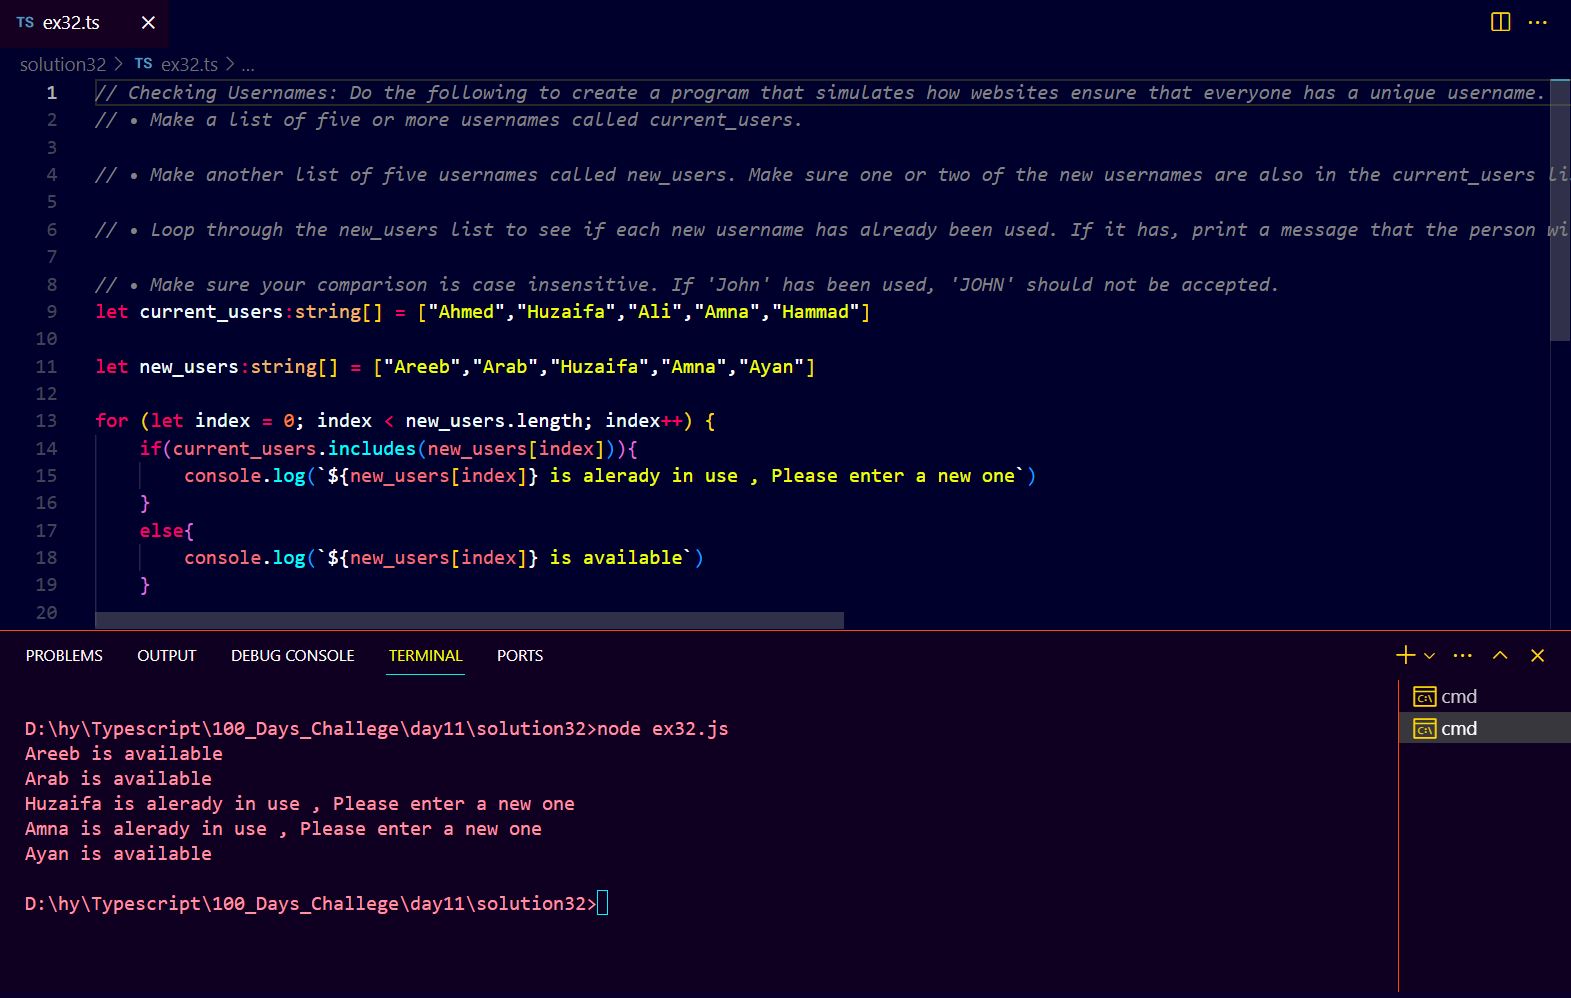 TS ex32.ts
solution32 > TS ex32.ts > ...
1 // Checking Usernames: Do the following to create a program that simulates how websites ensure that everyone has a unique username.
2 // • Make a list of five or more usernames called current_users.
3
4 // • Make another list of five usernames called new_users. Make sure one or two of the new usernames are also in the current_users li
5
6 // • Loop through the new_users list to see if each new username has already been used. If it has, print a message that the person wi
7
8 // • Make sure your comparison is case insensitive. If 'John' has been used, 'JOHN' should not be accepted.
9 let current_users:string[] = ["Ahmed","Huzaifa","Ali","Amna","Hammad"]
10
11 let new_users:string[] = ["Areeb","Arab","Huzaifa","Amna","Ayan"]
12
13 for (let index = 0; index < new_users.length; index++) {
14 if(current_users.includes(new_users[index])){
15 console.log(`${new_users[index]} is alerady in use , Please enter a new one`)
16 }
17 else{
18 console.log(`${new_users[index]} is available`)
19 }
20
PROBLEMS OUTPUT DEBUG CONSOLE TERMINAL PORTS
cmd
cmd
D:\hy\Typescript\100_Days_Challege\day11\solution32>node ex32.js
Areeb is available
Arab is available
Huzaifa is alerady in use , Please enter a new one
Amna is alerady in use , Please enter a new one
Ayan is available
D:\hy\Typescript\100_Days_Challege\day11\solution32>